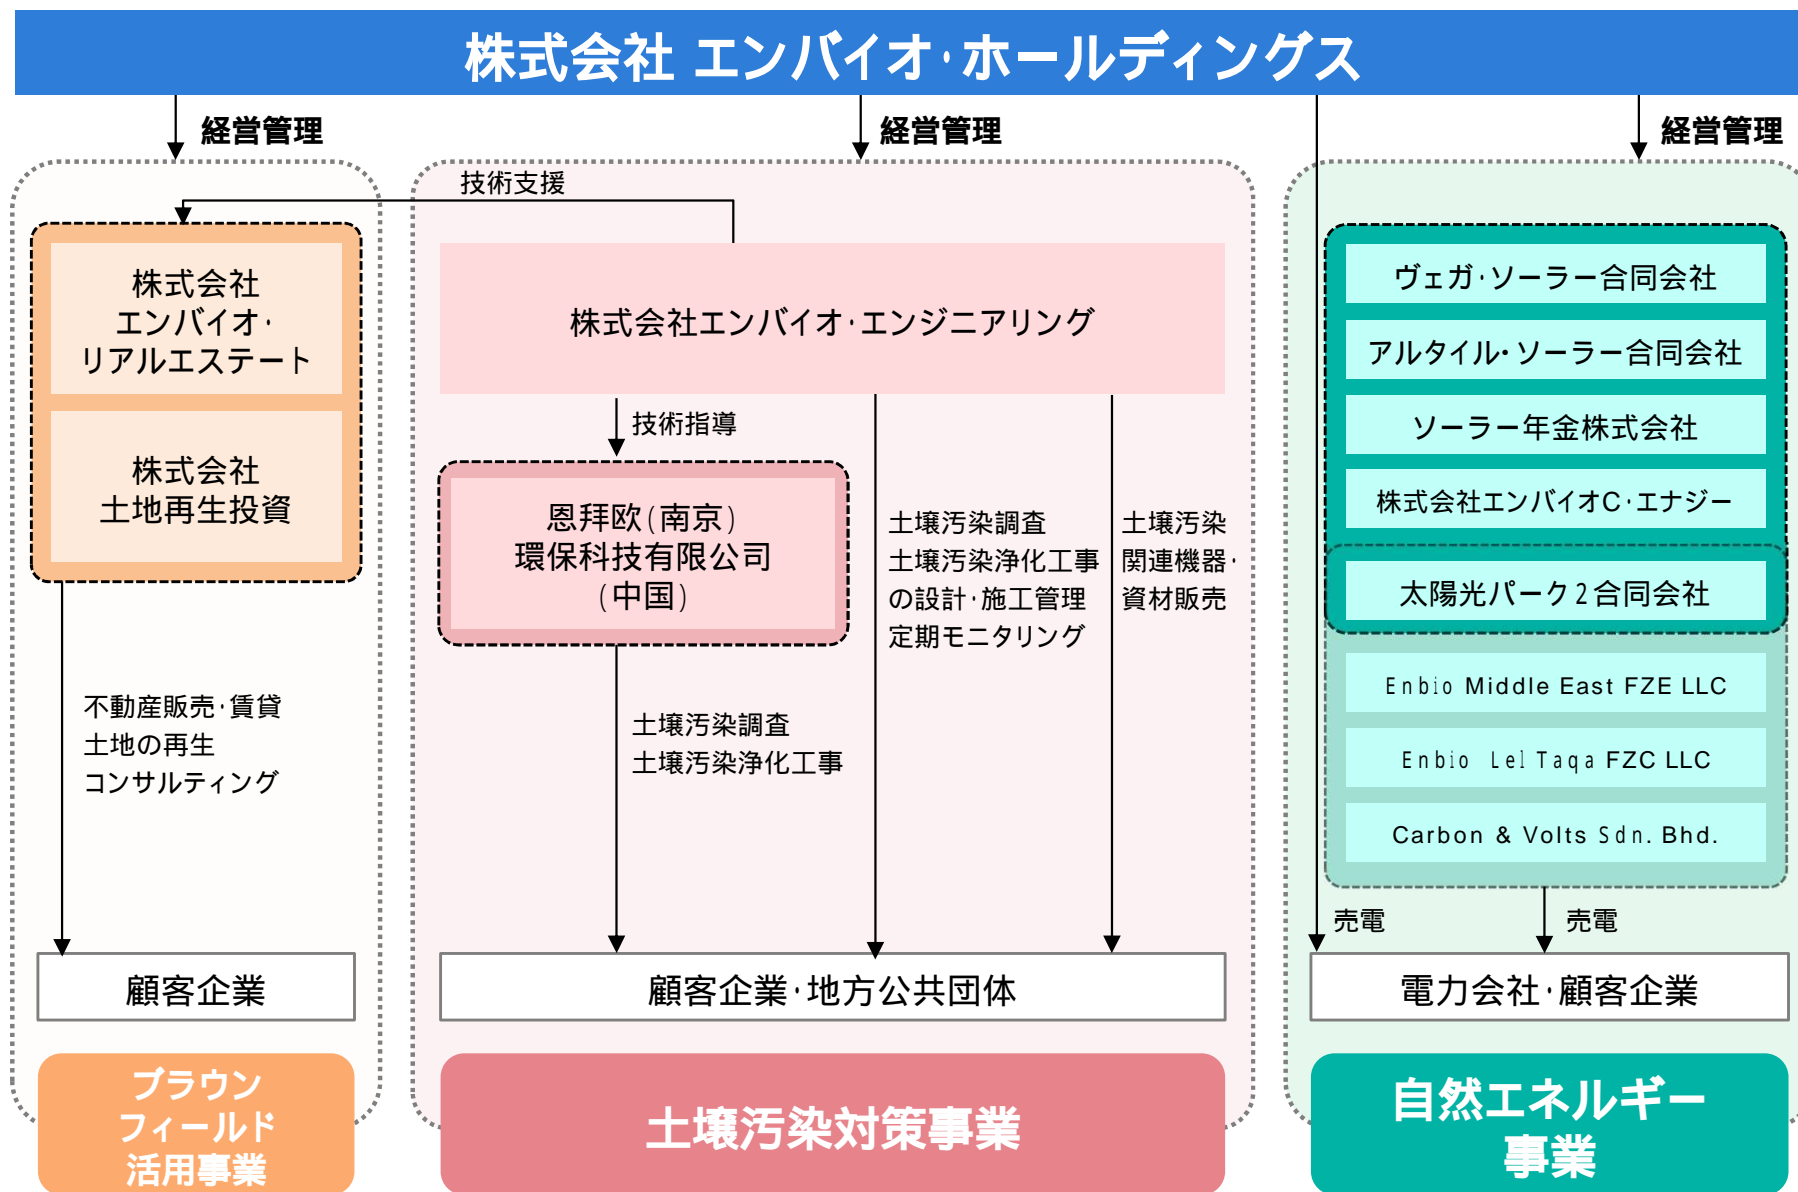 株式会社 エンバイオ・ホールディングス
経営管理
経営管理
経営管理
技術支援
株式会社
エンバイオ・
リアルエステート
株式会社
土地再生投資
不動産販売・賃貸
土地の再生
コンサルティング
顧客企業
ブラウン
フィールド
活用事業
株式会社エンバイオ・エンジニアリング
技術指導
恩拜欧(南京)
環保科技有限公司
(中国)
土壌汚染調査
土壌汚染浄化工事
土壌汚染調査
土壌汚染浄化工事
の設計・施工管理
定期モニタリング
土壌汚染
関連機器・
資材販売
顧客企業・地方公共団体
土壌汚染対策事業
ヴェガ・ソーラー合同会社
アルタイル・ソーラー合同会社
ソーラー年金株式会社
株式会社エンバイオC・エナジー
太陽光パーク2合同会社
Enbio Middle East FZE LLC
Enbio Lel Taqa FZC LLC
Carbon & Volts Sdn. Bhd.
売電
売電
電力会社・顧客企業
自然エネルギー
事業